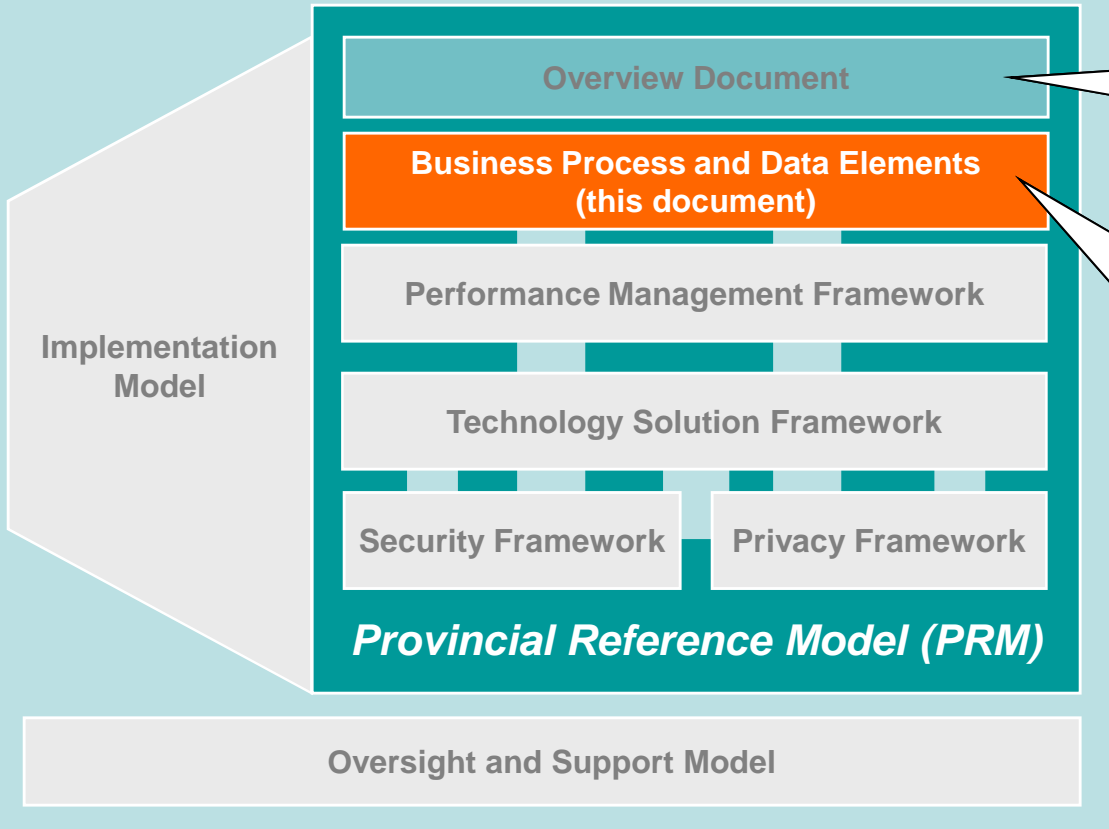 Overview Document
Business Process and Data Elements
(this document)
Performance Management Framework
Implementation
Model
Technology Solution Framework
Security Framework
Privacy Framework
Provincial Reference Model (PRM)
Oversight and Support Model